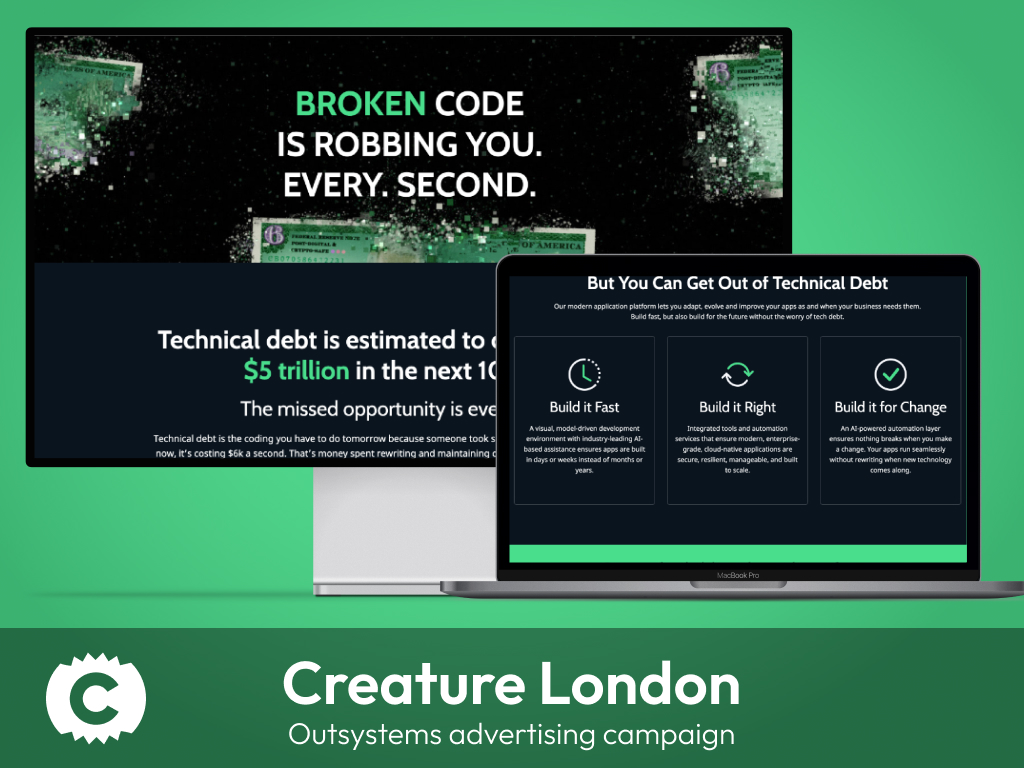 BROKEN CODE
IS ROBBING YOU.
EVERY. SECOND.
Technical debt is estimated to
$5 trillion in the next 10
The missed opportunity is eve
Technical debt is the coding you have to do tomorrow because someone took s
now, it's costing $6k a second. That's money spent rewriting and maintaining
But You Can Get Out of Technical Debt
Our modern application platform lets you adapt, evolve and improve your apps as and when your business needs them.
Build fast, but also build for the future without the worry of tech debt.
Build it Fast
A visual, model-driven development
environment with industry-leading AI-
based assistance ensures apps are built
in days or weeks instead of months or
years.
Build it Right
Integrated tools and automation
services that ensure modern, enterprise-
grade, cloud-native applications are
secure, resilient, manageable, and built
to scale.
Build it for Change
An AI-powered automation layer
ensures nothing breaks when you make
a change. Your apps run seamlessly
without rewriting when new technology
comes along.
MacBook Pro
C
Creature London
Outsystems advertising campaign